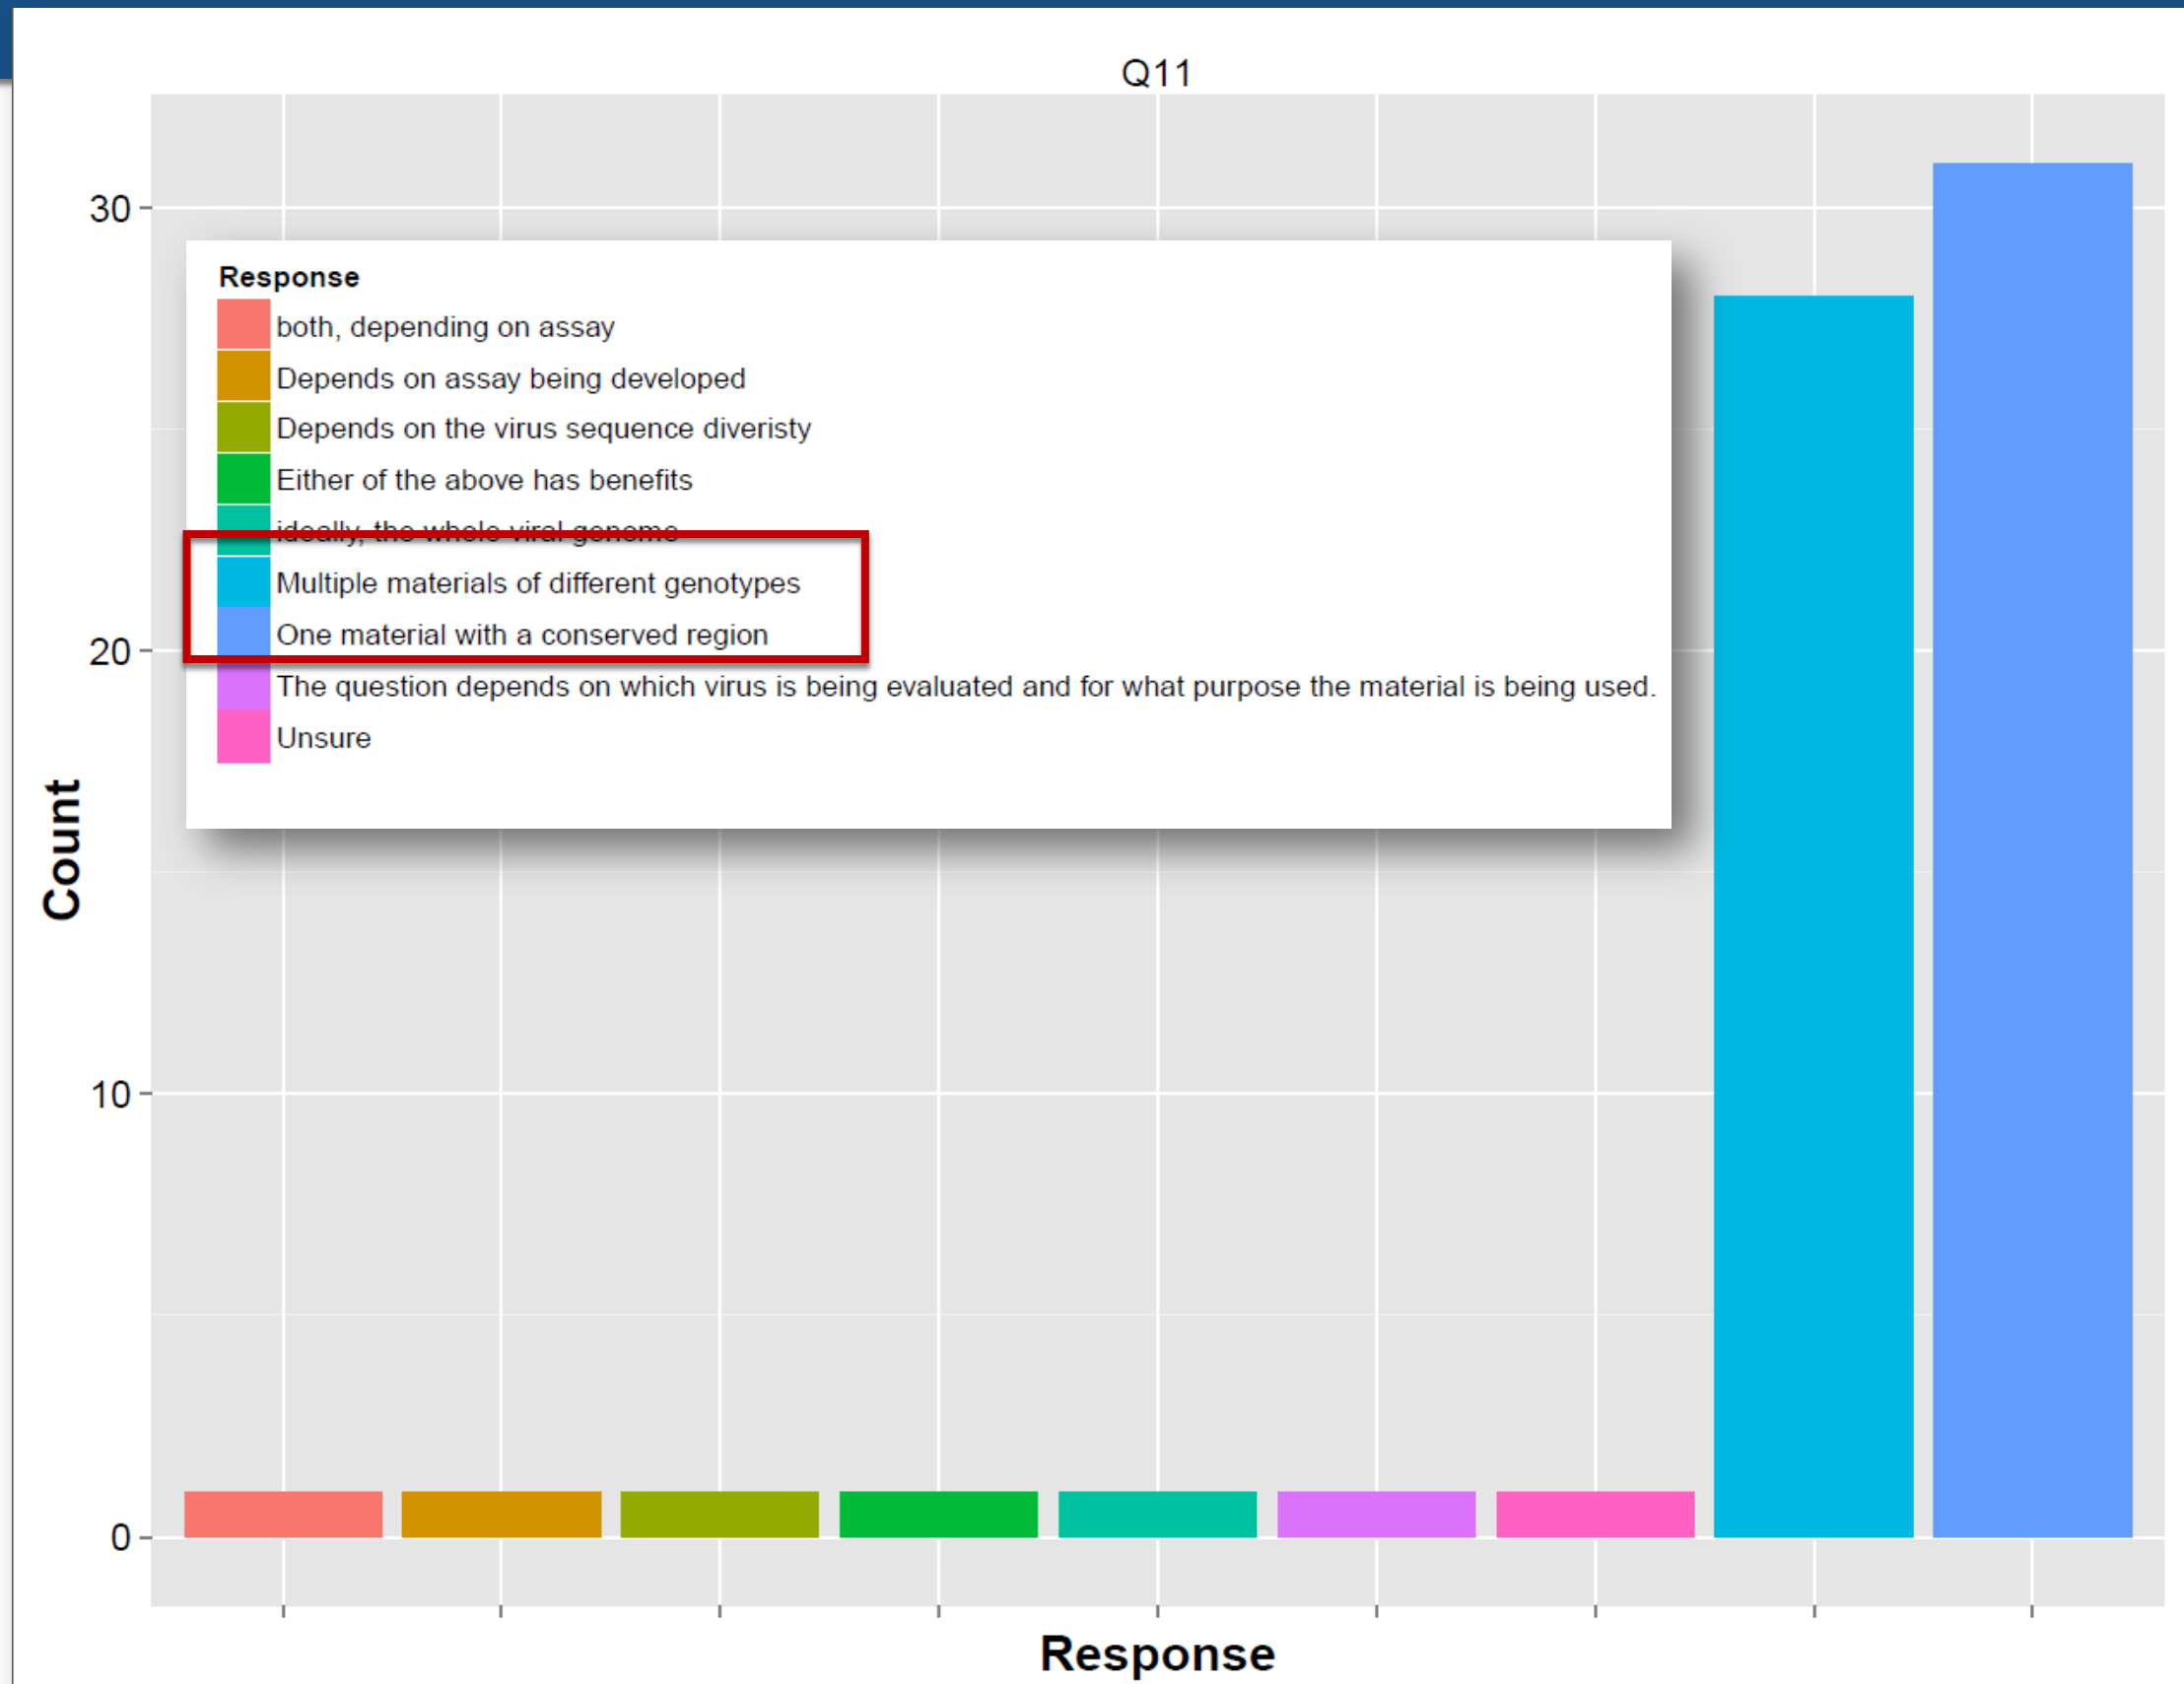 Q11
30
20
10
0
Count
Response
both, depending on assay
Depends on assay being developed
Depends on the virus sequence diveristy
Either of the above has benefits
ideally, the whole viral genome
Multiple materials of different genotypes
One material with a conserved region
The question depends on which virus is being evaluated and for what purpose the material is being used.
Unsure
Response